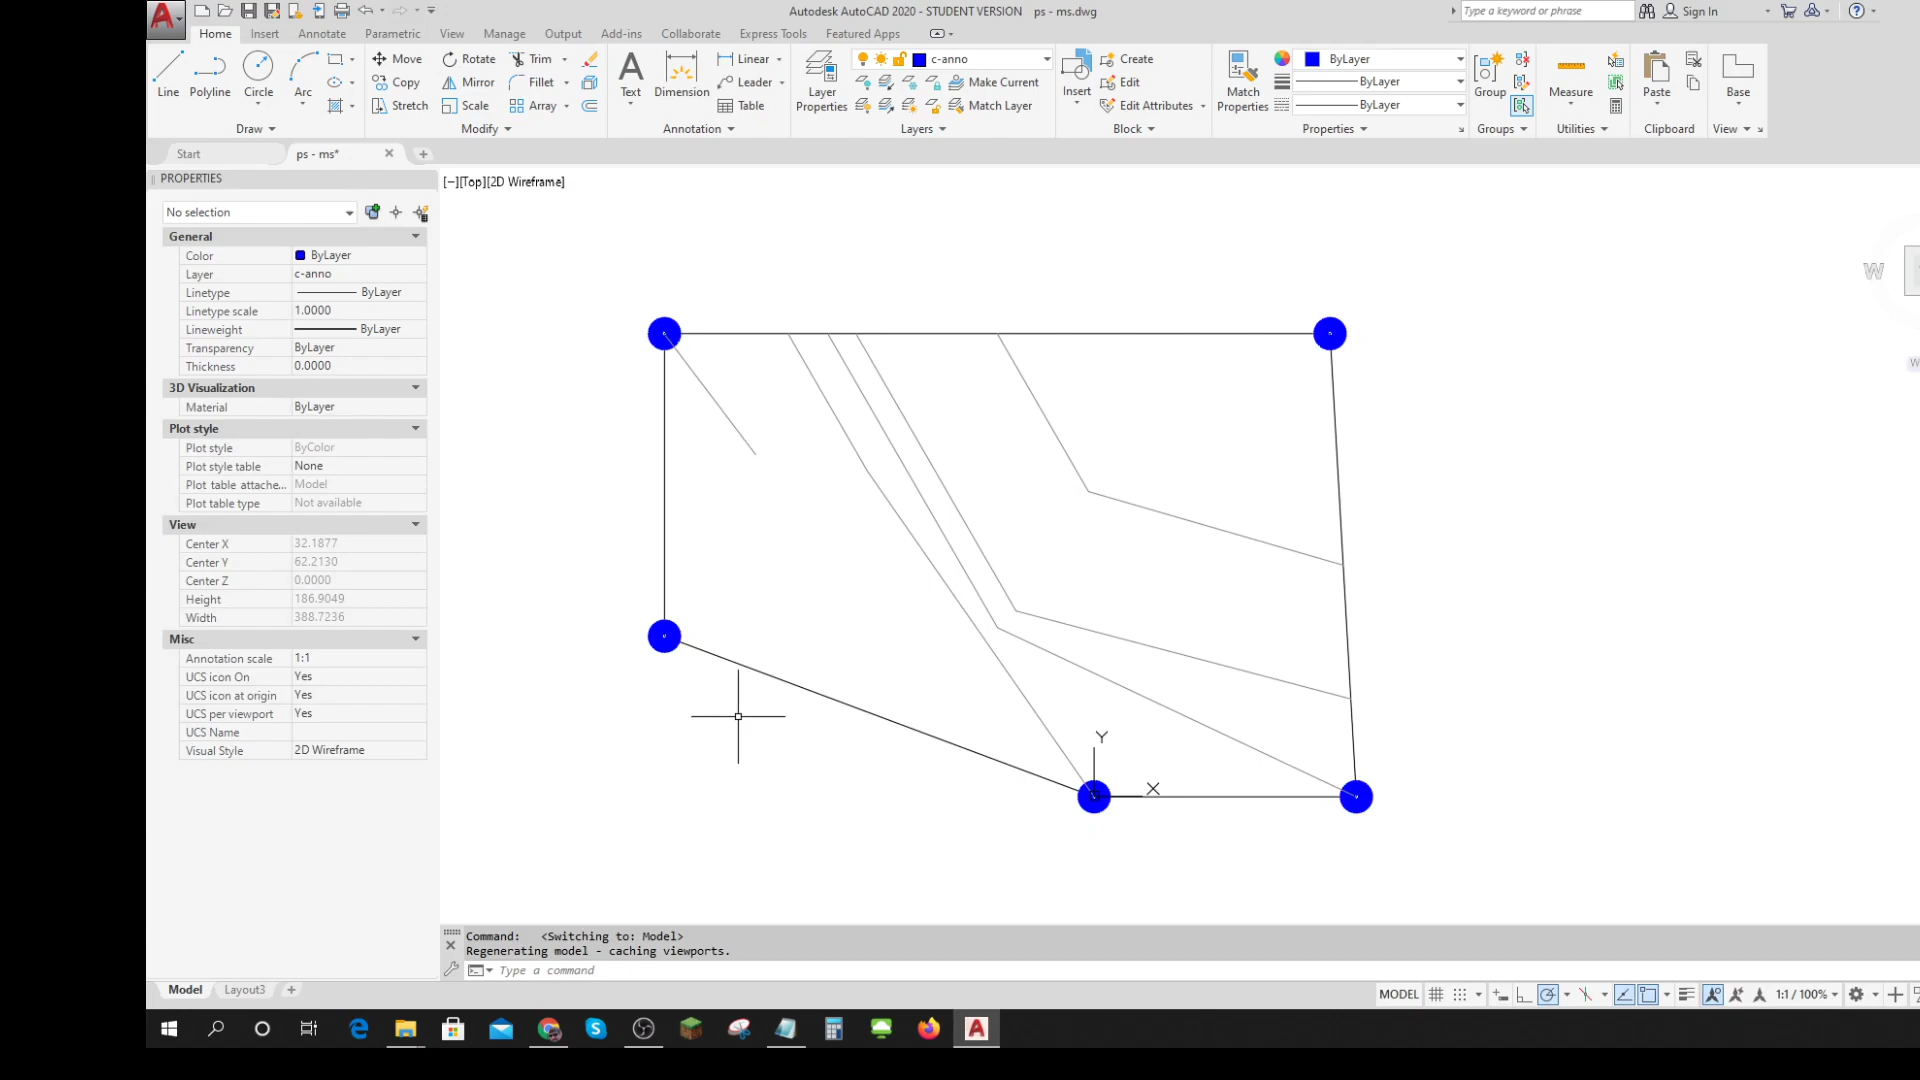 Autodesk AutoCAD 2020 - STUDENT VERSION ps - ms.dwg
Type a keyword or phrase
Sign In
Home Insert Annotate Parametric View Manage Output Add-ins Collaborate Express Tools Featured Apps
Line Polyline Circle Arc
Move Rotate Trim
Copy Mirror Fillet
Stretch Scale Array
Text Dimension
Linear
Leader
Table
Layer Properties
c-anno
Make Current
Match Layer
Insert
Create
Edit
Edit Attributes
Match Properties
ByLayer
ByLayer
ByLayer
Group
Measure
Paste
Base
Draw Modify Annotation Layers Block Properties Groups Utilities Clipboard View
Start ps - ms*
PROPERTIES
[−][Top][2D Wireframe]
No selection
General
Color ByLayer
Layer c-anno
Linetype ByLayer
Linetype scale 1.0000
Lineweight ByLayer
Transparency ByLayer
Thickness 0.0000
3D Visualization
Material ByLayer
Plot style
Plot style ByColor
Plot style table None
Plot table attache... Model
Plot table type Not available
View
Center X 32.1877
Center Y 62.2130
Center Z 0.0000
Height 186.9049
Width 388.7236
Misc
Annotation scale 1:1
UCS icon On Yes
UCS icon at origin Yes
UCS per viewport Yes
UCS Name
Visual Style 2D Wireframe
W
W
Y
X
Command: <Switching to: Model>
Regenerating model - caching viewports.
Type a command
Model Layout3
MODEL
1:1 / 100%